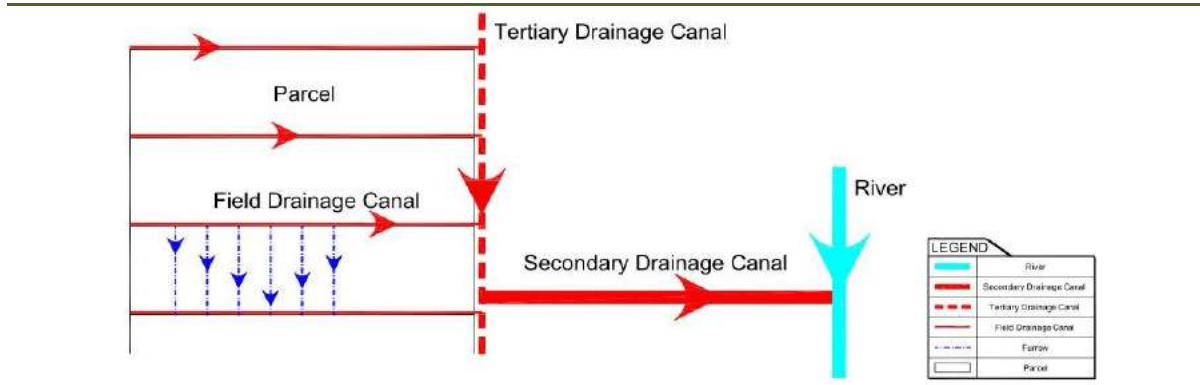 Tertiary Drainage Canal
Parcel
Field Drainage Canal
River
Secondary Drainage Canal
LEGEND
River
Secondary Drainage Canal
Tertiary Drainage Canal
Field Drainage Canal
Furrow
Parcel